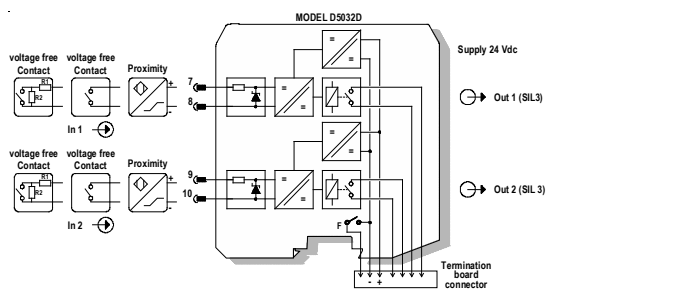 MODEL D5032D
Supply 24 Vdc
voltage free
Contact
voltage free
Contact
Proximity
R1
R2
+
-
7
8
In 1
Out 1 (SIL3)
voltage free
Contact
voltage free
Contact
Proximity
R1
R2
+
-
9
10
In 2
Out 2 (SIL 3)
F
- +
Termination
board
connector